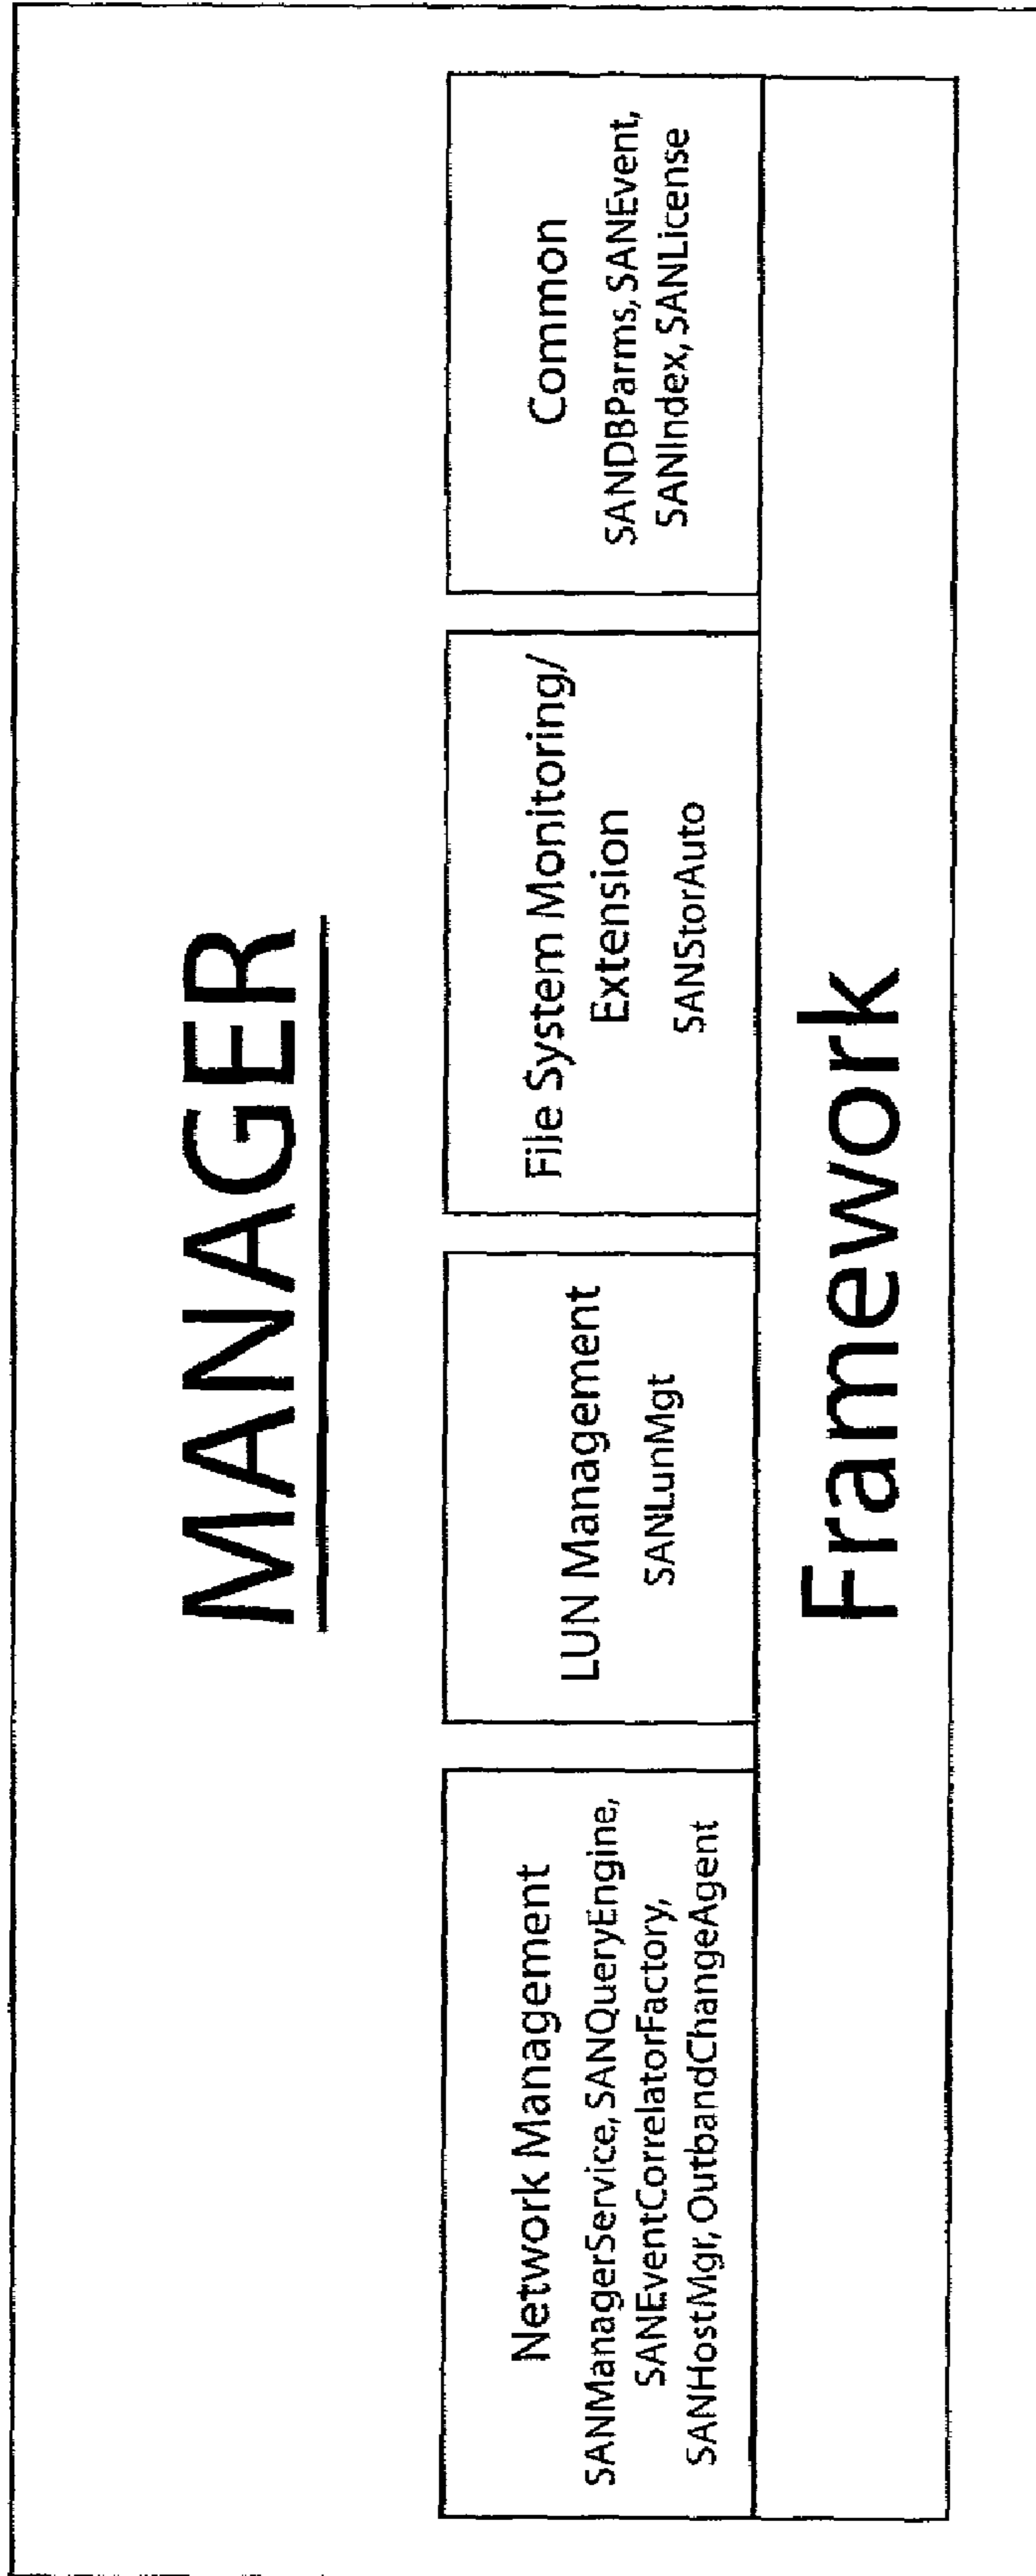 MANAGER
Network Management
SANManagerService, SANQueryEngine,
SANEventCorrelatorFactory,
SANHostMgr, OutbandChangeAgent
LUN Management
SANLunMgt
File System Monitoring/
Extension
SANStorAuto
Common
SANDBParms, SANEvent,
SANIndex, SANLicense
Framework